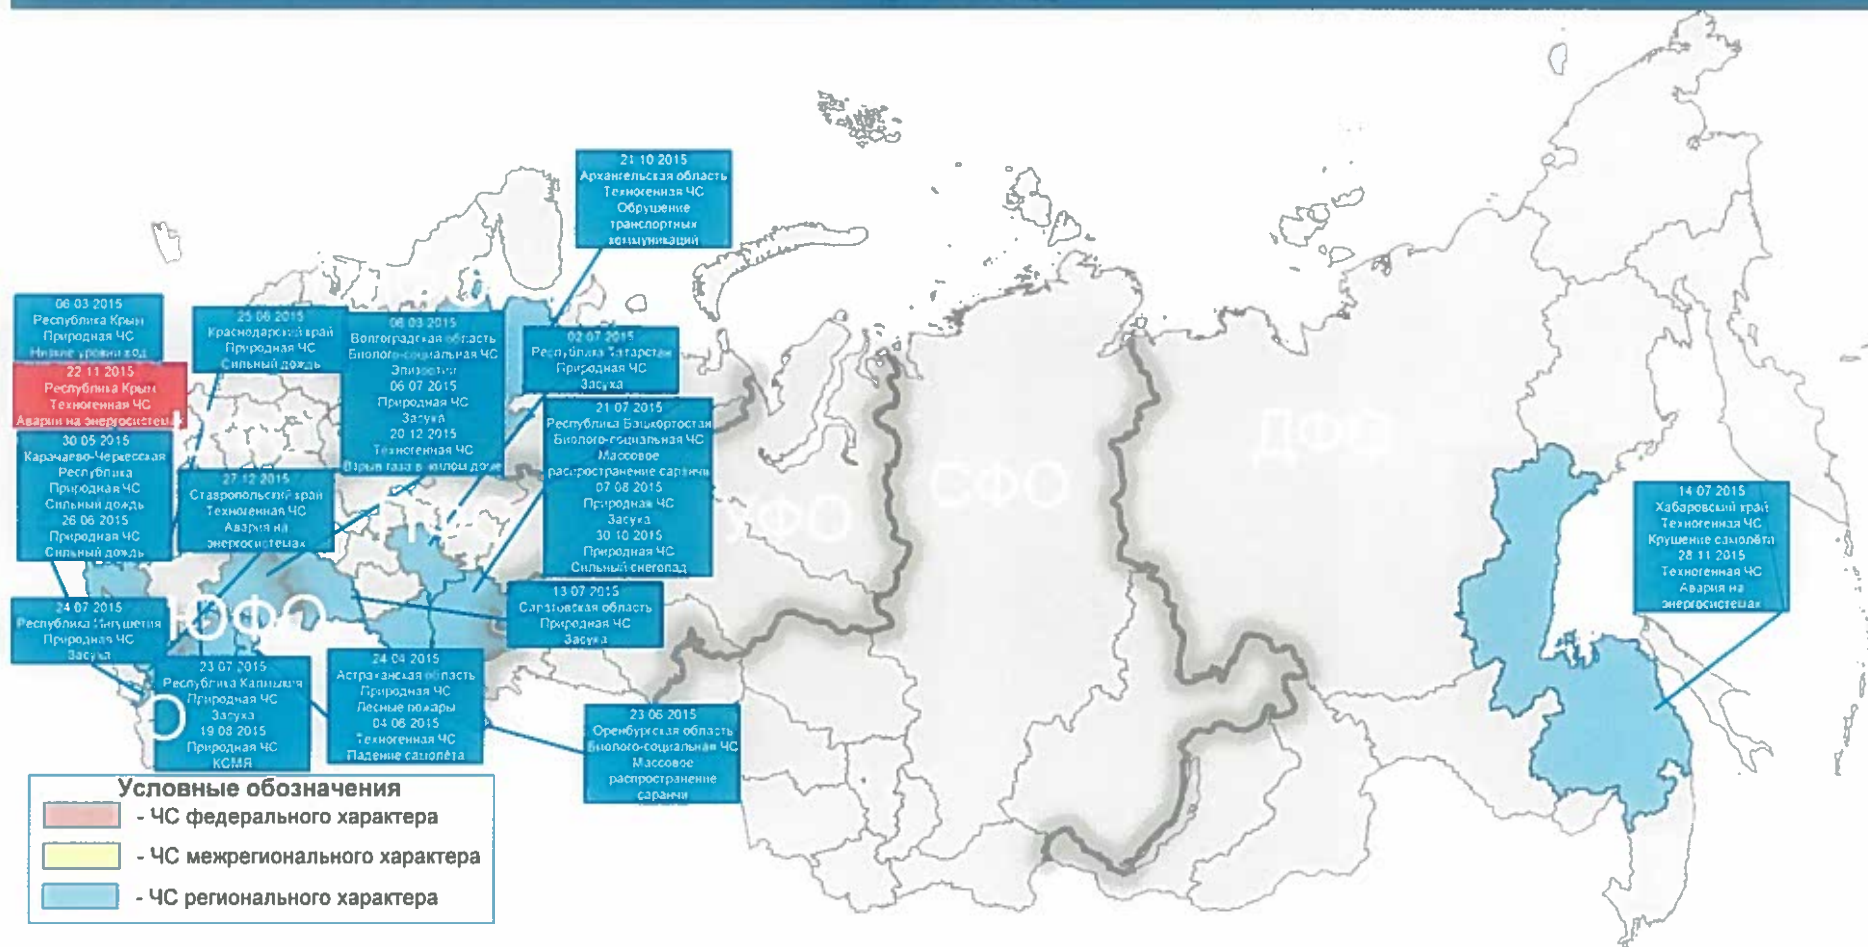 21 10 2015
Архангельская область
Техногенная ЧС
Обрушение
транспортных
коммуникаций
06 03 2015
Республика Крым
Природная ЧС
Низкие уровни вод
22 11 2015
Республика Крым
Техногенная ЧС
Аварии на энергосистемах
30 05 2015
Карачаево-Черкесская
Республика
Природная ЧС
Сильный дождь
26 06 2015
Природная ЧС
Сильный дождь
25 06 2015
Краснодарский край
Природная ЧС
Сильный дождь
06 03 2015
Волгоградская область
Биолого-социальная ЧС
Эпизоотии
06 07 2015
Природная ЧС
Засуха
20 12 2015
Техногенная ЧС
Взрыв газа в жилом доме
02 07 2015
Республика Татарстан
Природная ЧС
Засуха
21 07 2015
Республика Башкортостан
Биолого-социальная ЧС
Массовое
распространение саранчи
07 08 2015
Природная ЧС
Засуха
30 10 2015
Природная ЧС
Сильный снегопад
27 12 2015
Ставропольский край
Техногенная ЧС
Авария на
энергосистемах
УФО
СФО
ДФО
14 07 2015
Хабаровский край
Техногенная ЧС
Крушение самолёта
28 11 2015
Техногенная ЧС
Авария на
энергосистемах
24 07 2015
Республика Ингушетия
Природная ЧС
Засуха
ЮФО
13 07 2015
Саратовская область
Природная ЧС
Засуха
23 07 2015
Республика Калмыкия
Природная ЧС
Засуха
19 08 2015
Природная ЧС
КСМЯ
24 04 2015
Астраханская область
Природная ЧС
Лесные пожары
04 06 2015
Техногенная ЧС
Падение самолёта
23 06 2015
Оренбургская область
Биолого-социальная ЧС
Массовое
распространение
саранчи
Условные обозначения
- ЧС федерального характера
- ЧС межрегионального характера
- ЧС регионального характера